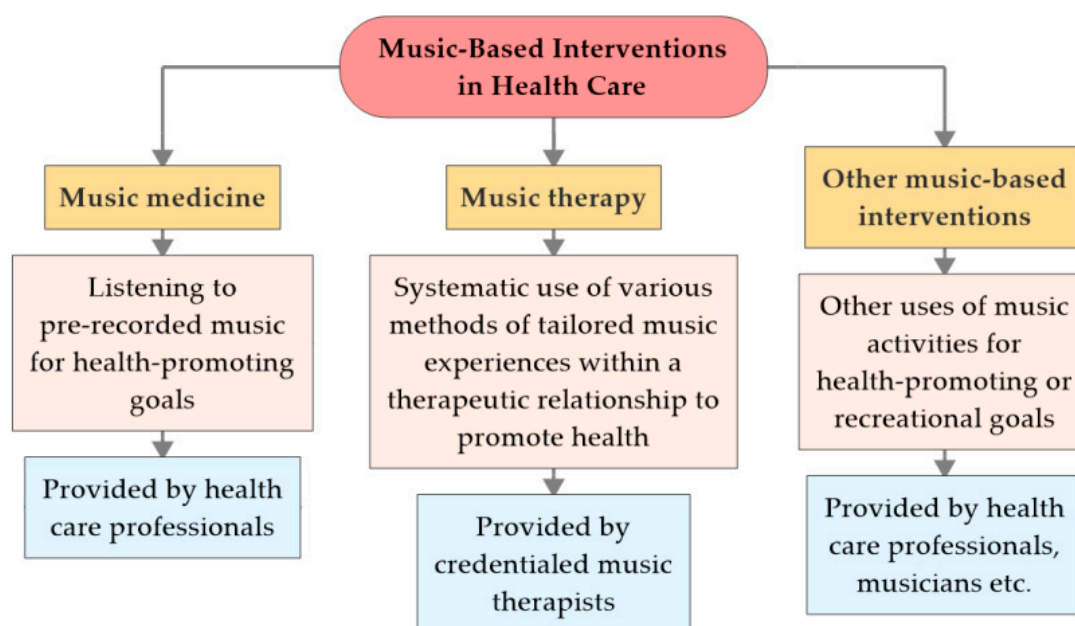 Music-Based Interventions
in Health Care
Music medicine
Listening to
pre-recorded music
for health-promoting
goals
Provided by health
care professionals
Music therapy
Systematic use of various
methods of tailored music
experiences within a
therapeutic relationship to
promote health
Provided by
credentialed music
therapists
Other music-based
interventions
Other uses of music
activities for
health-promoting or
recreational goals
Provided by health
care professionals,
musicians etc.